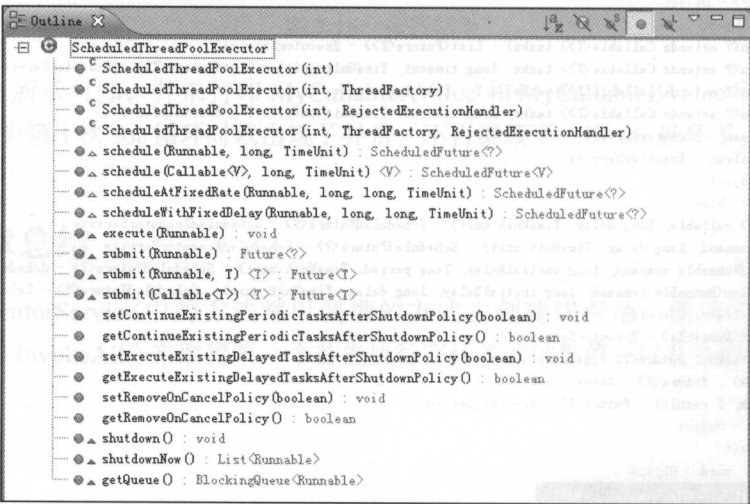 Outline
ScheduledThreadPoolExecutor
ScheduledThreadPoolExecutor(int)
ScheduledThreadPoolExecutor(int, ThreadFactory)
ScheduledThreadPoolExecutor(int, RejectedExecutionHandler)
ScheduledThreadPoolExecutor(int, ThreadFactory, RejectedExecutionHandler)
schedule(Runnable, long, TimeUnit) : ScheduledFuture<?>
schedule(Callable<V>, long, TimeUnit) <V> : ScheduledFuture<V>
scheduleAtFixedRate(Runnable, long, long, TimeUnit) : ScheduledFuture<?>
scheduleWithFixedDelay(Runnable, long, long, TimeUnit) : ScheduledFuture<?>
execute(Runnable) : void
submit(Runnable) : Future<?>
submit(Runnable, T) <T> : Future<T>
submit(Callable<T>) <T> : Future<T>
setContinueExistingPeriodicTasksAfterShutdownPolicy(boolean) : void
getContinueExistingPeriodicTasksAfterShutdownPolicy() : boolean
setExecuteExistingDelayedTasksAfterShutdownPolicy(boolean) : void
getExecuteExistingDelayedTasksAfterShutdownPolicy() : boolean
setRemoveOnCancelPolicy(boolean) : void
getRemoveOnCancelPolicy() : boolean
shutdown() : void
shutdownNow() : List<Runnable>
getQueue() : BlockingQueue<Runnable>